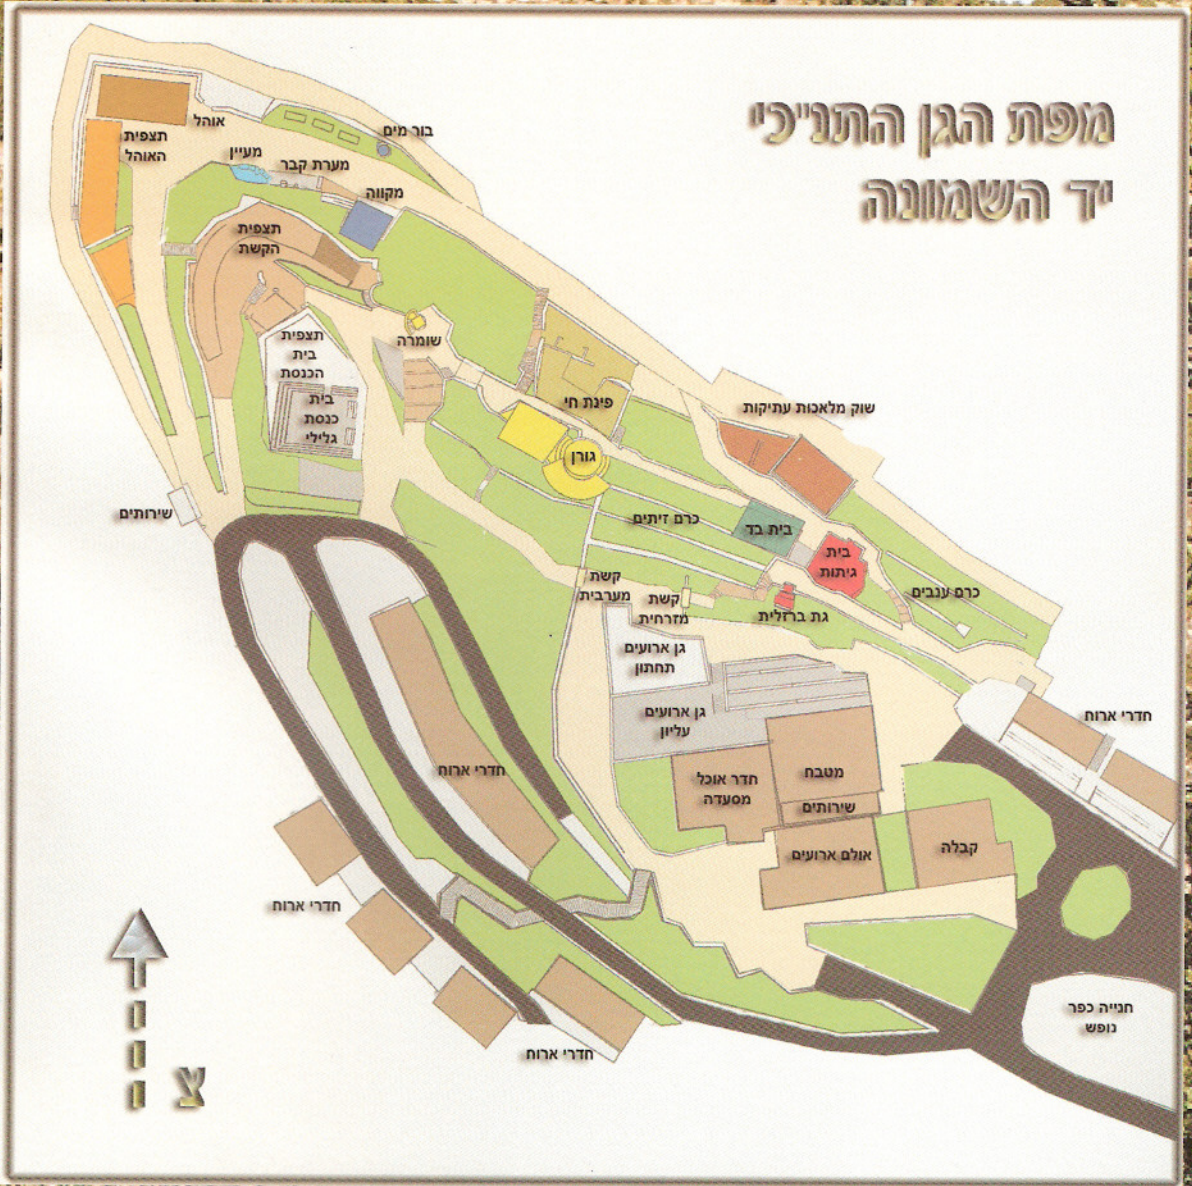 מפת הגן התנ״כי
יד השמונה
בור מים
אוהל
תצפית
האוהל
מעיין
מערת קבר
מקווה
תצפית
הקשת
תצפית
בית
הכנסת
שומרה
בית
כנסת
גלילי
פינת חי
שוק מלאכות עתיקות
גורן
שירותים
כרם זיתים
בית בד
בית
גיתות
קשת
מערבית
קשת
מזרחית
גת ברזלית
כרם ענבים
גן ארועים
תחתון
גן ארועים
עליון
חדרי ארוח
חדרי ארוח
חדר אוכל
מסעדה
מטבח
שירותים
אולם ארועים
קבלה
חדרי ארוח
חנייה כפר
נופש
חדרי ארוח
צ